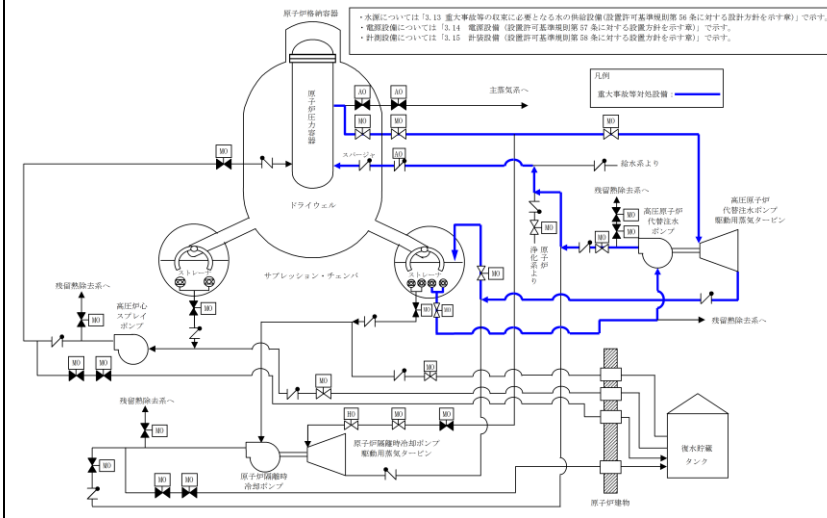 原子炉格納容器
・水源については「3.13 重大事故等の収束に必要となる水の供給設備(設置許可基準規則第 56 条に対する設計方針を示す章)」で示す。
・電源設備については「3.14 電源設備(設置許可基準規則第 57 条に対する設置方針を示す章)」で示す。
・計測設備については「3.15 計装設備(設置許可基準規則第 58 条に対する設置方針を示す章)」で示す。
凡例
重大事故等対処設備:
AO
AO
主蒸気系へ
原子炉圧力容器
MO
MO
MO
MO
スパージャ
AO
給水系より
残留熱除去系へ
高圧原子炉
代替注水
ポンプ
高圧原子炉
代替注水ポンプ
駆動用蒸気タービン
MO
MO
MO
MO
原子炉
浄化系より
ドライウェル
ストレーナ
サプレッション・チェンバ
ストレーナ
MO
MO
MO
MO
残留熱除去系へ
残留熱除去系へ
高圧炉心
スプレイ
ポンプ
MO
MO
MO
MO
MO
残留熱除去系へ
HO
MO
MO
MO
MO
原子炉隔離時冷却ポンプ
駆動用蒸気タービン
原子炉隔離時
冷却ポンプ
MO
MO
復水貯蔵
タンク
原子炉建物